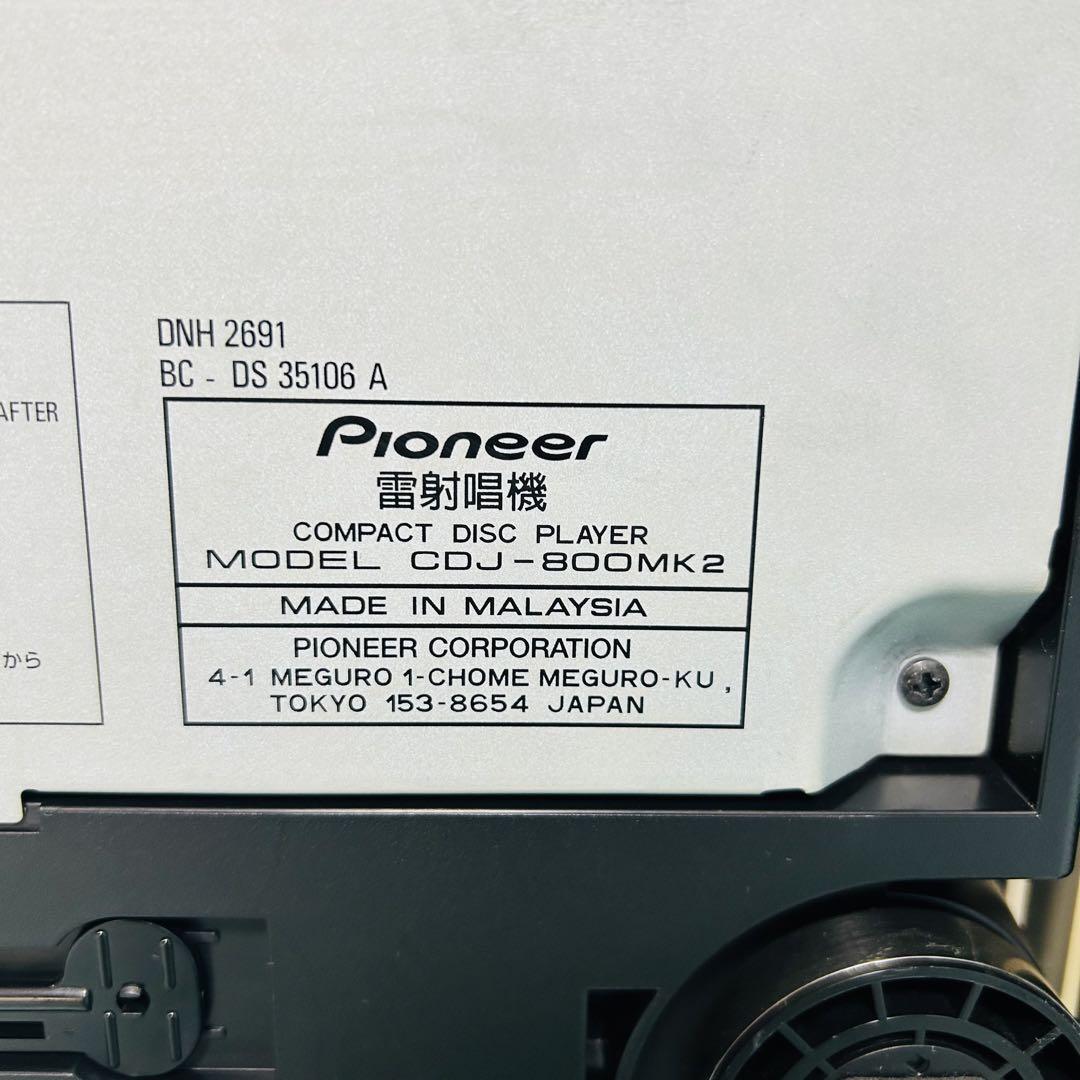 DNH 2691
BC - DS 35106 A
AFTER
から
Pioneer
雷射唱機
COMPACT DISC PLAYER
MODEL CDJ-800MK2
MADE IN MALAYSIA
PIONEER CORPORATION
4-1 MEGURO 1-CHOME MEGURO-KU,
TOKYO 153-8654 JAPAN